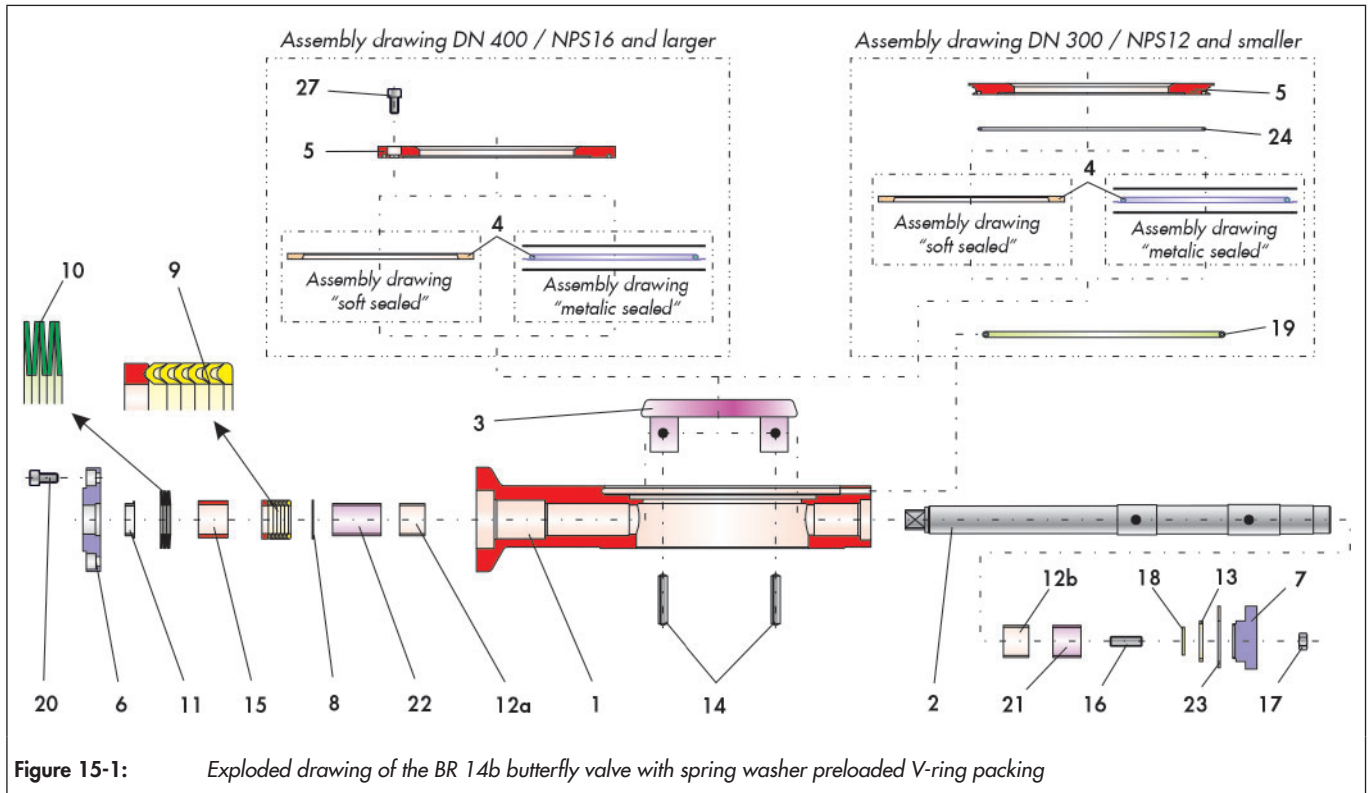 Assembly drawing DN 400 / NPS16 and larger
Assembly drawing DN 300 / NPS12 and smaller
27
5
5
24
4
4
Assembly drawing
"soft sealed"
Assembly drawing
"metalic sealed"
Assembly drawing
"soft sealed"
Assembly drawing
"metalic sealed"
10
9
19
3
12b
18
13
7
20
6
11
15
8
22
12a
1
14
2
21
16
23
17
Figure 15-1: Exploded drawing of the BR 14b butterfly valve with spring washer preloaded V-ring packing